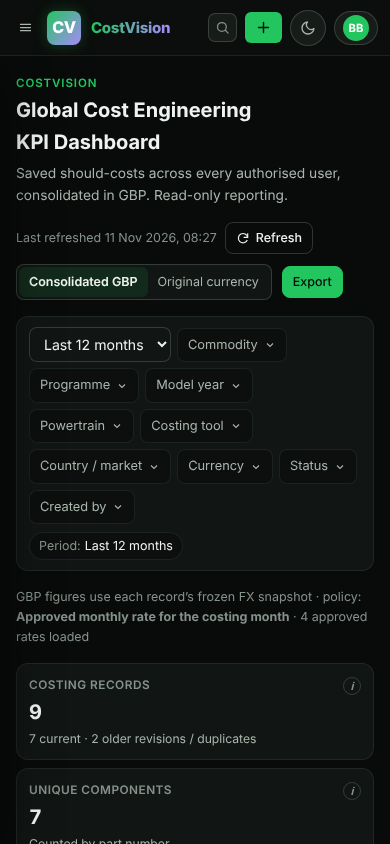 CV CostVision BB
COSTVISION
Global Cost Engineering
KPI Dashboard
Saved should-costs across every authorised user,
consolidated in GBP. Read-only reporting.
Last refreshed 11 Nov 2026, 08:27 Refresh
Consolidated GBP Original currency Export
Last 12 months Commodity
Programme Model year
Powertrain Costing tool
Country / market Currency Status
Created by
Period: Last 12 months
GBP figures use each record’s frozen FX snapshot · policy:
Approved monthly rate for the costing month · 4 approved
rates loaded
COSTING RECORDS i
9
7 current · 2 older revisions / duplicates
UNIQUE COMPONENTS i
7
Counted by part number